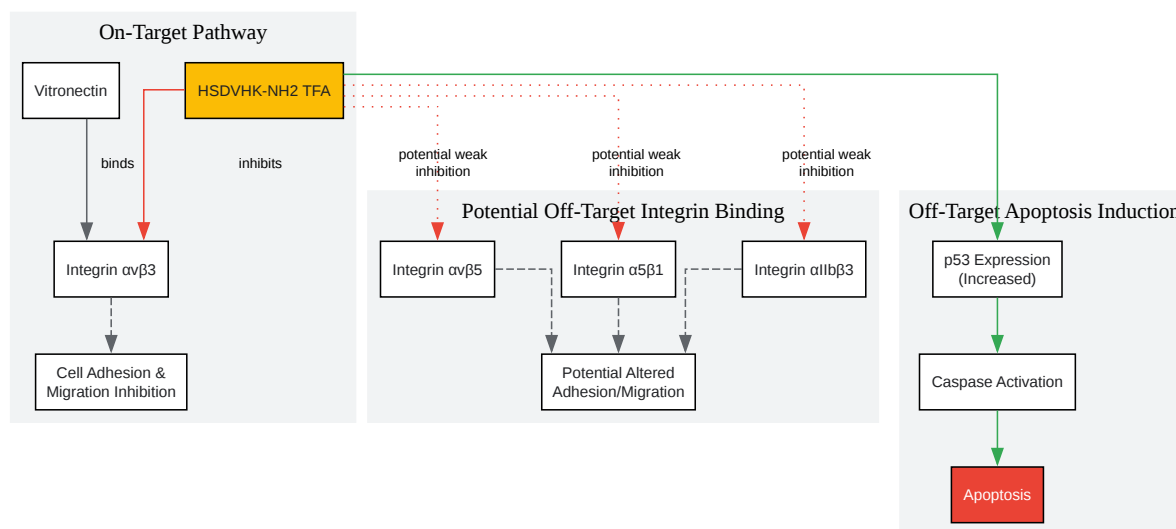 On-Target Pathway
Vitronectin
HSDVHK-NH2 TFA
binds
inhibits
Integrin αvβ3
Cell Adhesion &
Migration Inhibition
potential weak
inhibition
potential weak
inhibition
potential weak
inhibition
Potential Off-Target Integrin Binding
Integrin αvβ5
Integrin α5β1
Integrin αIIbβ3
Potential Altered
Adhesion/Migration
Off-Target Apoptosis Induction
p53 Expression
(Increased)
Caspase Activation
Apoptosis